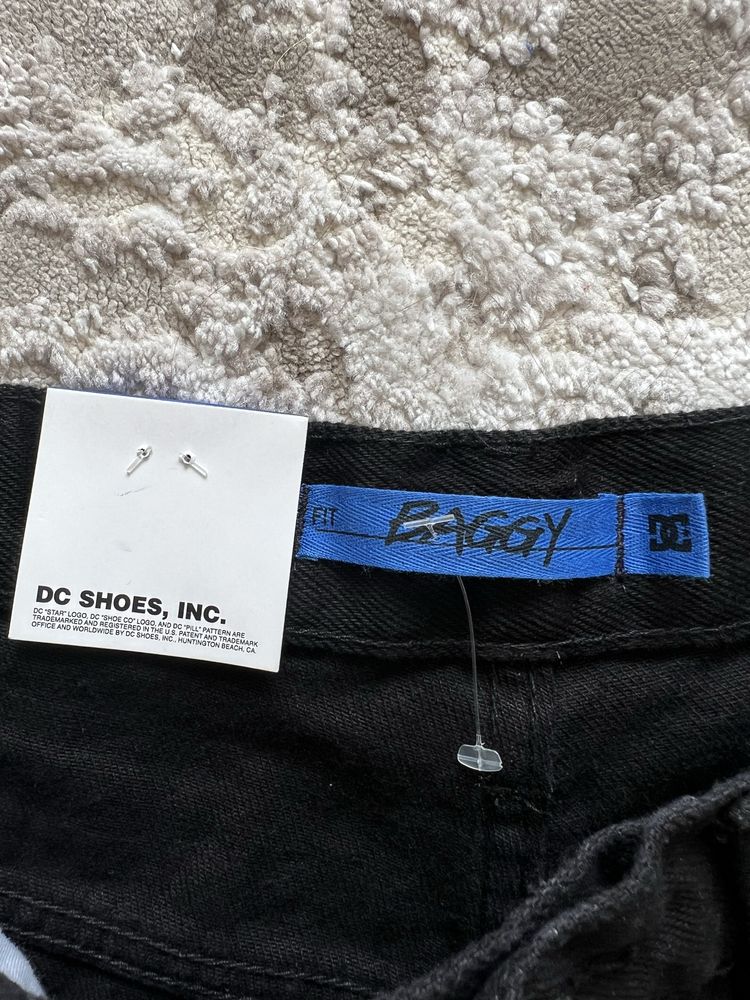 FIT BAGGY DC
DC SHOES, INC.
DC "STAR" LOGO, DC "SHOE CO" LOGO, AND DC "PILL" PATTERN ARE
TRADEMARKED AND REGISTERED IN THE U.S. PATENT AND TRADEMARK
OFFICE AND WORLDWIDE BY DC SHOES, INC., HUNTINGTON BEACH, CA.